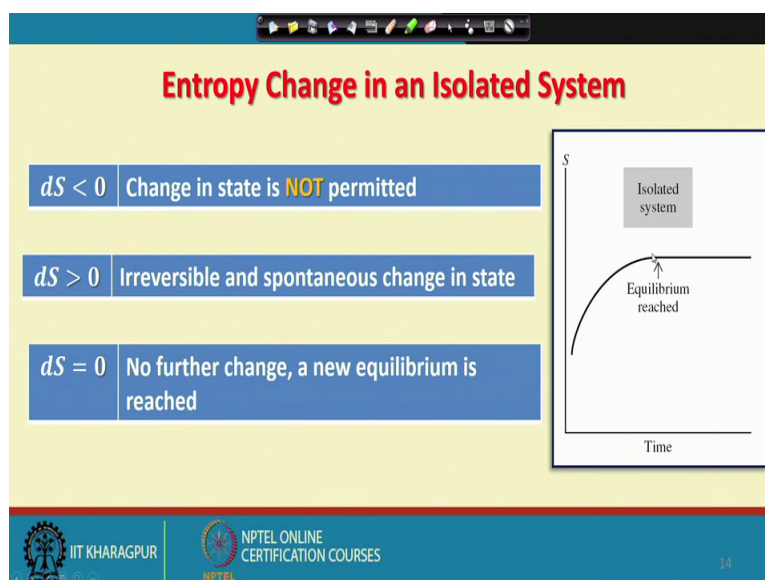 Entropy Change in an Isolated System
dS < 0 Change in state is NOT permitted
dS > 0 Irreversible and spontaneous change in state
dS = 0 No further change, a new equilibrium is
reached
S
Isolated
system
Equilibrium
reached
Time
IIT KHARAGPUR
NPTEL ONLINE
CERTIFICATION COURSES
NPTEL
14